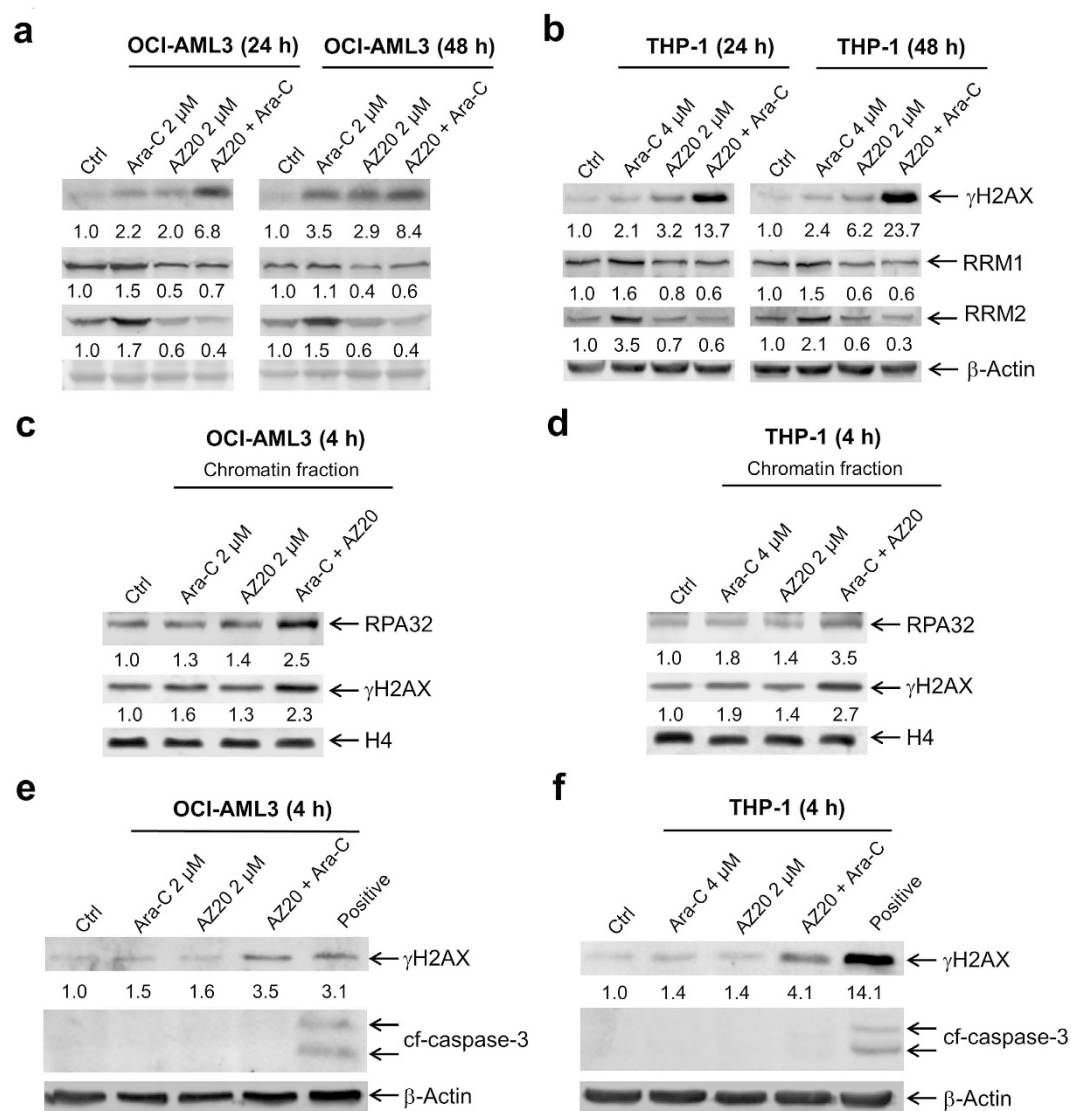 a
OCI-AML3 (24 h) OCI-AML3 (48 h)
Ctrl Ara-C 2 µM AZ20 2 µM AZ20 + Ara-C Ctrl Ara-C 2 µM AZ20 2 µM AZ20 + Ara-C
1.0 2.2 2.0 6.8 1.0 3.5 2.9 8.4
1.0 1.5 0.5 0.7 1.0 1.1 0.4 0.6
1.0 1.7 0.6 0.4 1.0 1.5 0.6 0.4
b
THP-1 (24 h) THP-1 (48 h)
Ctrl Ara-C 4 µM AZ20 2 µM AZ20 + Ara-C Ctrl Ara-C 4 µM AZ20 2 µM AZ20 + Ara-C
γH2AX
1.0 2.1 3.2 13.7 1.0 2.4 6.2 23.7
RRM1
1.0 1.6 0.8 0.6 1.0 1.5 0.6 0.6
RRM2
1.0 3.5 0.7 0.6 1.0 2.1 0.6 0.3
β-Actin
c
OCI-AML3 (4 h)
Chromatin fraction
Ctrl Ara-C 2 µM AZ20 2 µM Ara-C + AZ20
RPA32
1.0 1.3 1.4 2.5
γH2AX
1.0 1.6 1.3 2.3
H4
d
THP-1 (4 h)
Chromatin fraction
Ctrl Ara-C 4 µM AZ20 2 µM Ara-C + AZ20
RPA32
1.0 1.8 1.4 3.5
γH2AX
1.0 1.9 1.4 2.7
H4
e
OCI-AML3 (4 h)
Ctrl Ara-C 2 µM AZ20 2 µM AZ20 + Ara-C Positive
γH2AX
1.0 1.5 1.6 3.5 3.1
cf-caspase-3
β-Actin
f
THP-1 (4 h)
Ctrl Ara-C 4 µM AZ20 2 µM AZ20 + Ara-C Positive
γH2AX
1.0 1.4 1.4 4.1 14.1
cf-caspase-3
β-Actin